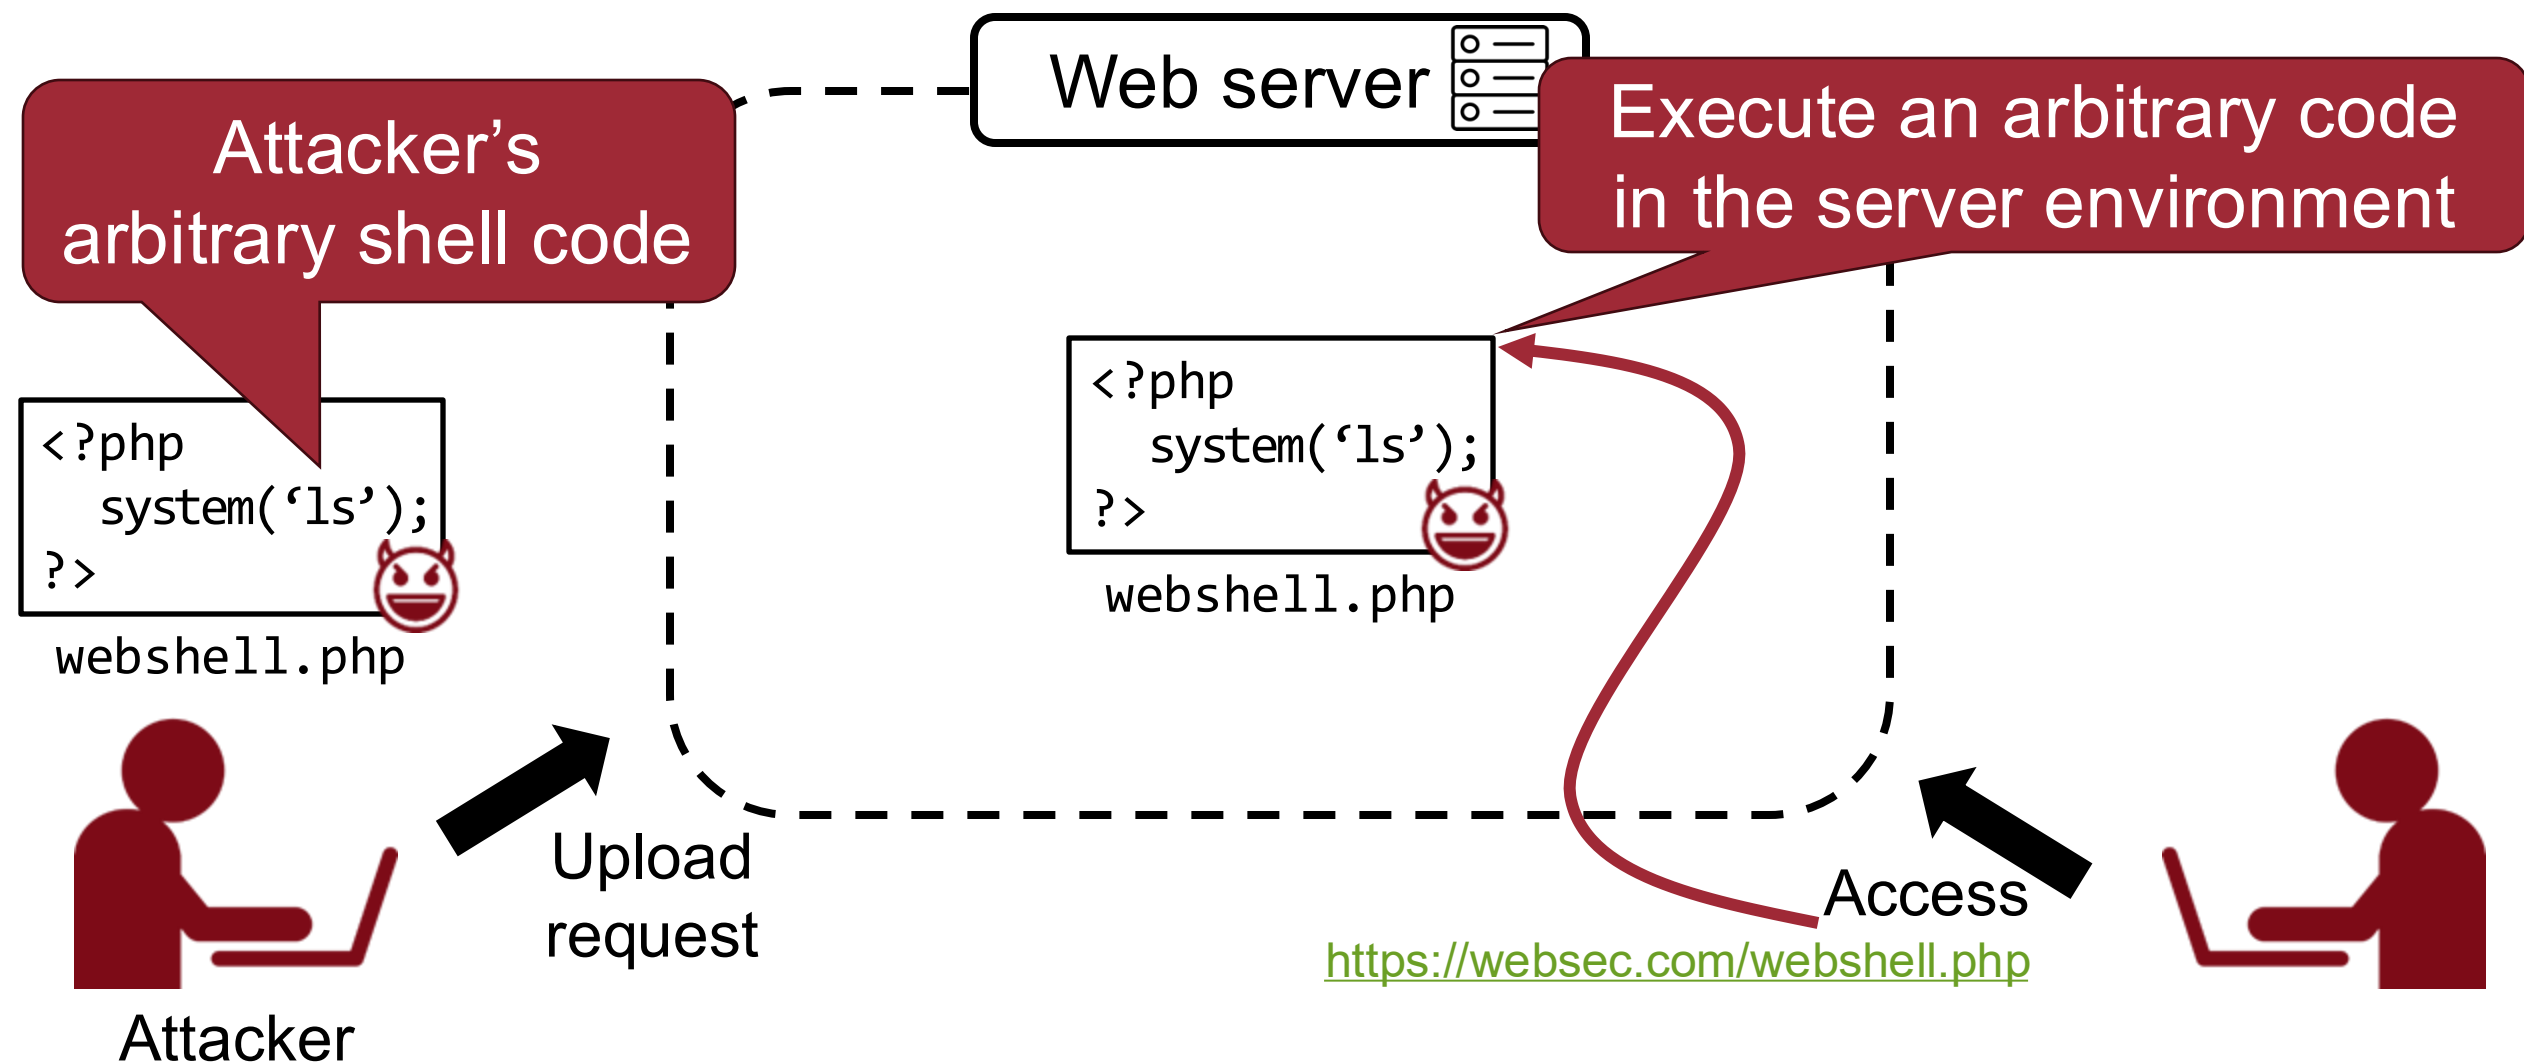 Web server
Attacker’s
arbitrary shell code
Execute an arbitrary code
in the server environment
<?php
system(‘ls’);
?>
webshell.php
<?php
system(‘ls’);
?>
webshell.php
Upload
request
Access
https://websec.com/webshell.php
Attacker